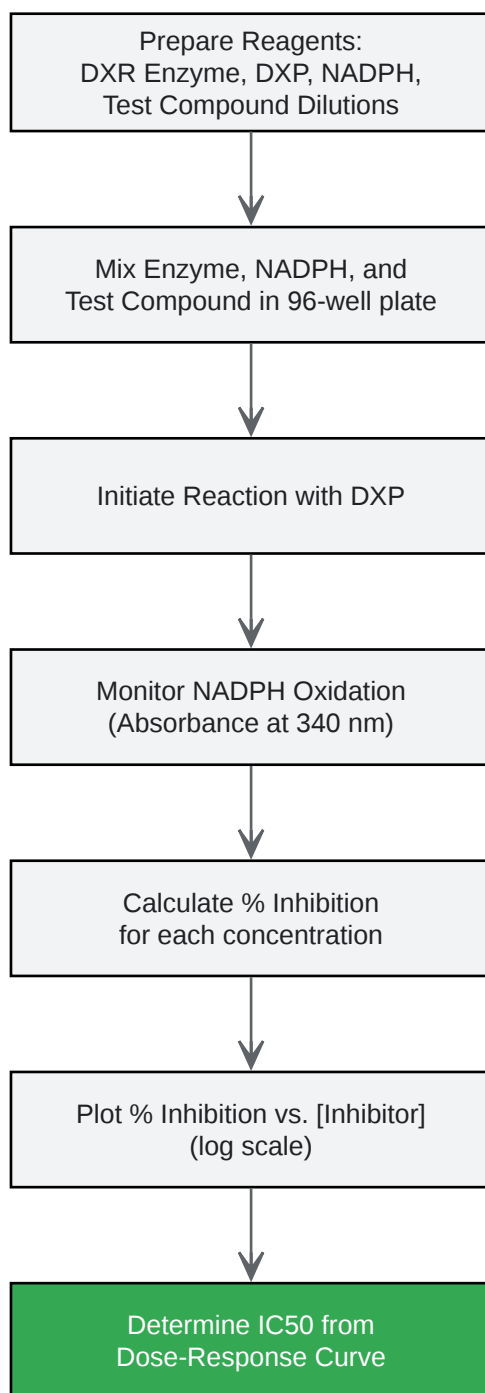 Prepare Reagents:
DXR Enzyme, DXP, NADPH,
Test Compound Dilutions
Mix Enzyme, NADPH, and
Test Compound in 96-well plate
Initiate Reaction with DXP
Monitor NADPH Oxidation
(Absorbance at 340 nm)
Calculate % Inhibition
for each concentration
Plot % Inhibition vs. [Inhibitor]
(log scale)
Determine IC50 from
Dose-Response Curve